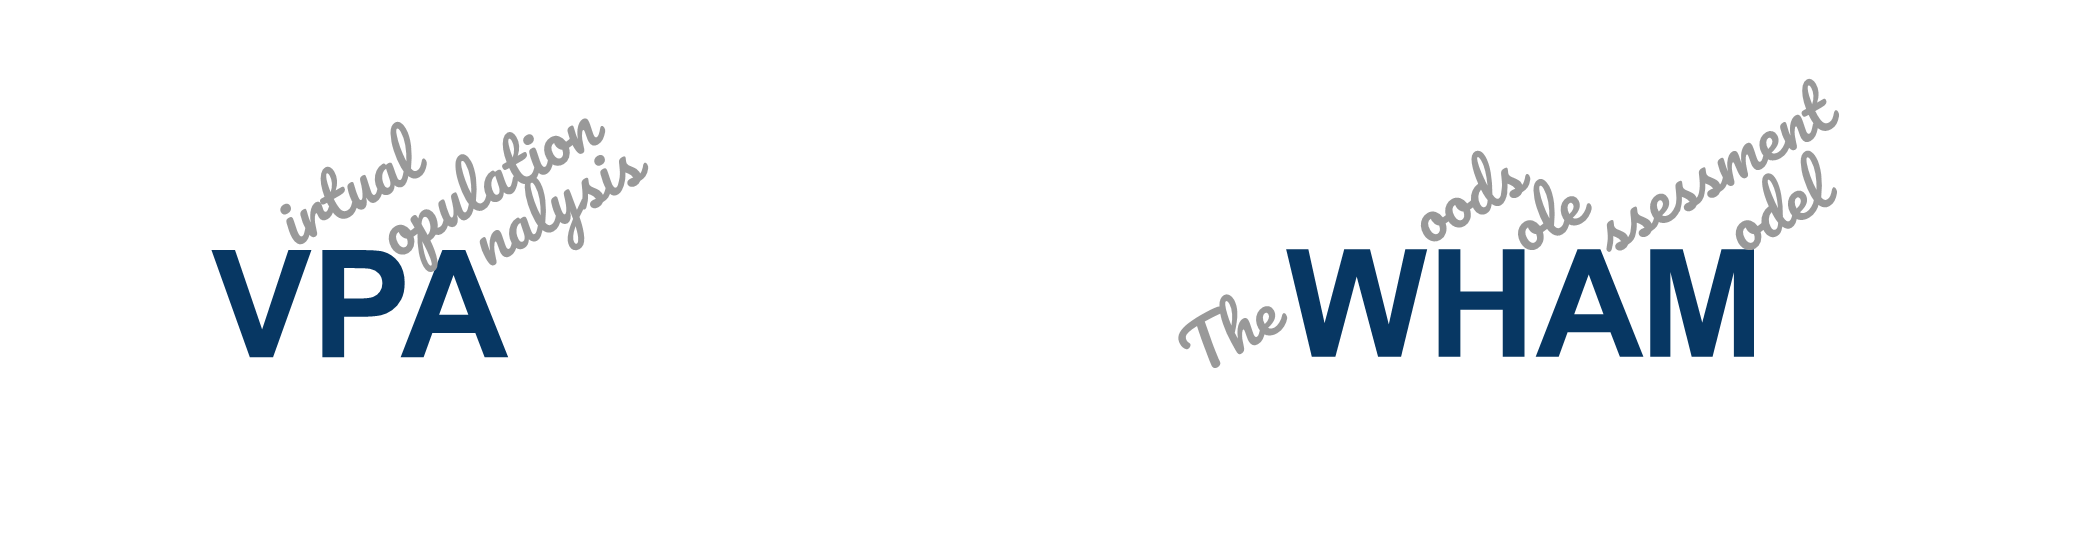 irtual
opulation
nalysis
VPA
oods
ole
ssessment
odel
The
WHAM